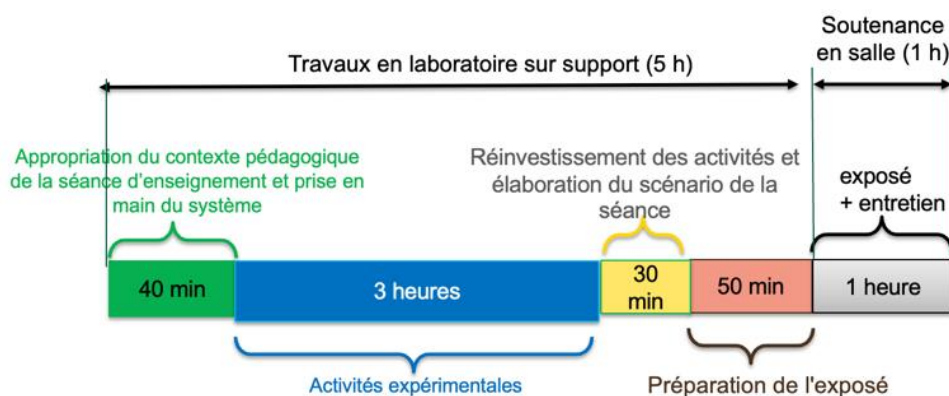 Soutenance
en salle (1 h)
Travaux en laboratoire sur support (5 h)
Appropriation du contexte pédagogique
de la séance d'enseignement et prise en
main du système
Réinvestissement des activités et
élaboration du scénario de la
séance
exposé
+ entretien
40 min
3 heures
30
min
50 min
1 heure
Activités expérimentales
Préparation de l'exposé